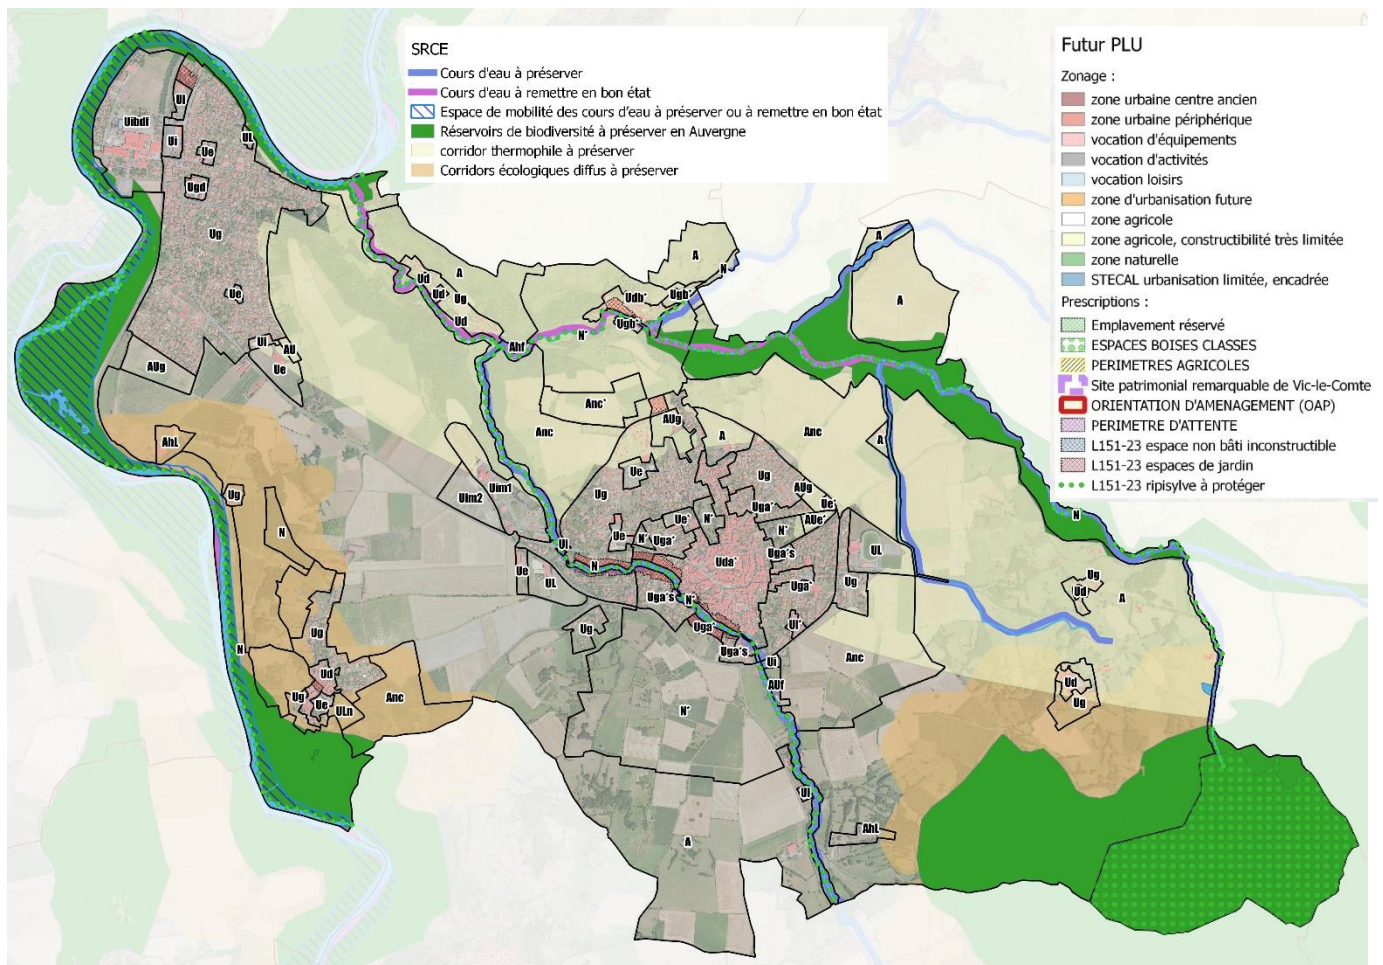 SRCE
Cours d'eau à préserver
Cours d'eau à remettre en bon état
Espace de mobilité des cours d'eau à préserver ou à remettre en bon état
Réservoirs de biodiversité à préserver en Auvergne
corridor thermophile à préserver
Corridors écologiques diffus à préserver
Futur PLU
Zonage :
zone urbaine centre ancien
zone urbaine périphérique
vocation d'équipements
vocation d'activités
vocation loisirs
zone d'urbanisation future
zone agricole
zone agricole, constructibilité très limitée
zone naturelle
STECAL urbanisation limitée, encadrée
Prescriptions :
Emplavement réservé
ESPACES BOISES CLASSES
PERIMETRES AGRICOLES
Site patrimonial remarquable de Vic-le-Comte
ORIENTATION D'AMENAGEMENT (OAP)
PERIMETRE D'ATTENTE
L151-23 espace non bâti inconstructible
L151-23 espaces de jardin
L151-23 ripisylve à protéger
Ui
Uibdf
Ui
Ue
UL
Ugd
Ug
Ue
Ui
AU
Ue
AUg
A
Ud
Ud
Ug
Ud
Ahf
N*
A
N
Udb*
Ugb*
Ugb*
A
A
Anc*
Anc
AUg
A
Anc
A
AhL
Ug
N
Uim1
Uim2
Ue
Ug
Ug
AUg
Ue*
Uga*
AUe*
Ue*
N*
N*
Ue
N*
Uga*
Uda*
Uga*s
UL
Ug
Uga*
Ui*
N
Ue
UL
Uga*s
N*
Uga*
Uga*s
Ui
AUf
Anc
Ug
N*
N
Ug
Ud
A
Ud
Ug
N
Ug
Ud
Ug
Ue
ULn
Anc
A
AhL